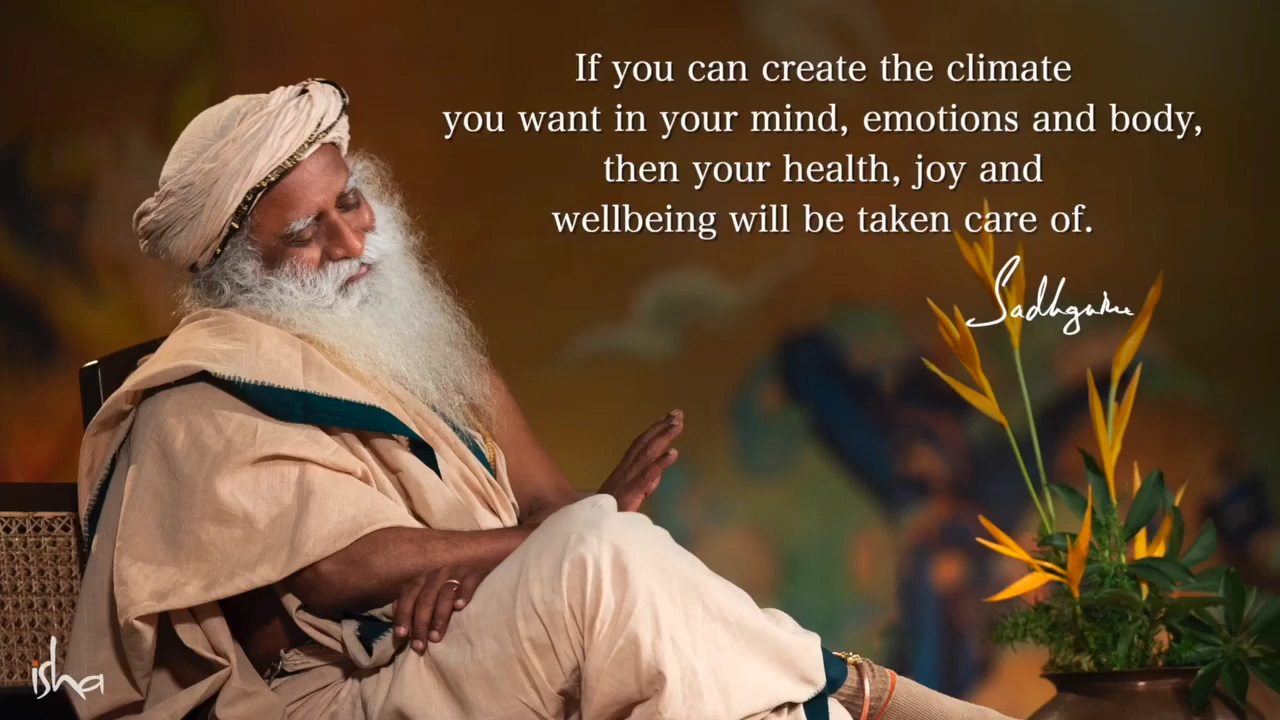 If you can create the climate
you want in your mind, emotions and body,
then your health, joy and
wellbeing will be taken care of.
Sadhguru
isha